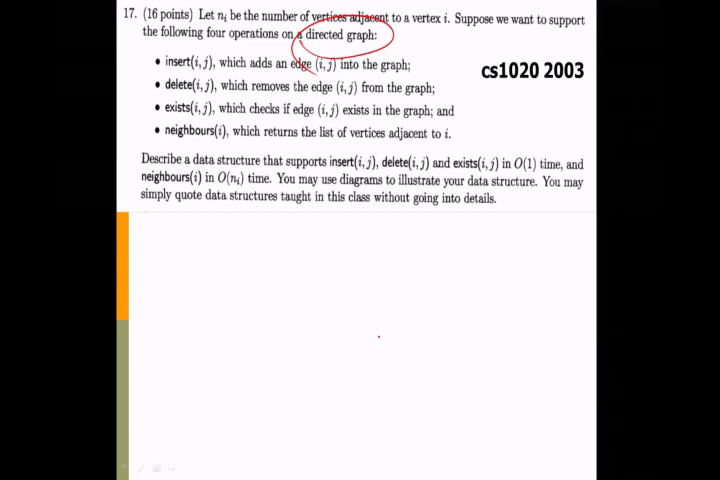 17. (16 points) Let nᵢ be the number of vertices adjacent to a vertex i. Suppose we want to support
the following four operations on a directed graph:
• insert(i, j), which adds an edge (i, j) into the graph;
cs1020 2003
• delete(i, j), which removes the edge (i, j) from the graph;
• exists(i, j), which checks if edge (i, j) exists in the graph; and
• neighbours(i), which returns the list of vertices adjacent to i.
Describe a data structure that supports insert(i, j), delete(i, j) and exists(i, j) in O(1) time, and
neighbours(i) in O(nᵢ) time. You may use diagrams to illustrate your data structure. You may
simply quote data structures taught in this class without going into details.